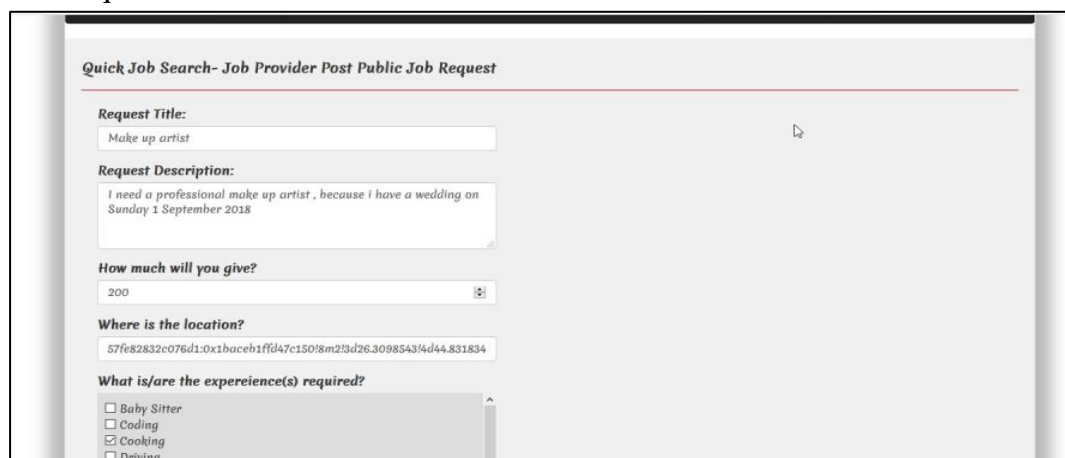 Quick Job Search- Job Provider Post Public Job Request
Request Title:
Make up artist
Request Description:
I need a professional make up artist , because i have a wedding on
Sunday 1 September 2018
How much will you give?
200
Where is the location?
57fe82832c076d1:0x1baceb1ffd47c150!8m2!3d26.3098543!4d44.831834
What is/are the expereience(s) required?
Baby Sitter
Coding
Cooking
Driving